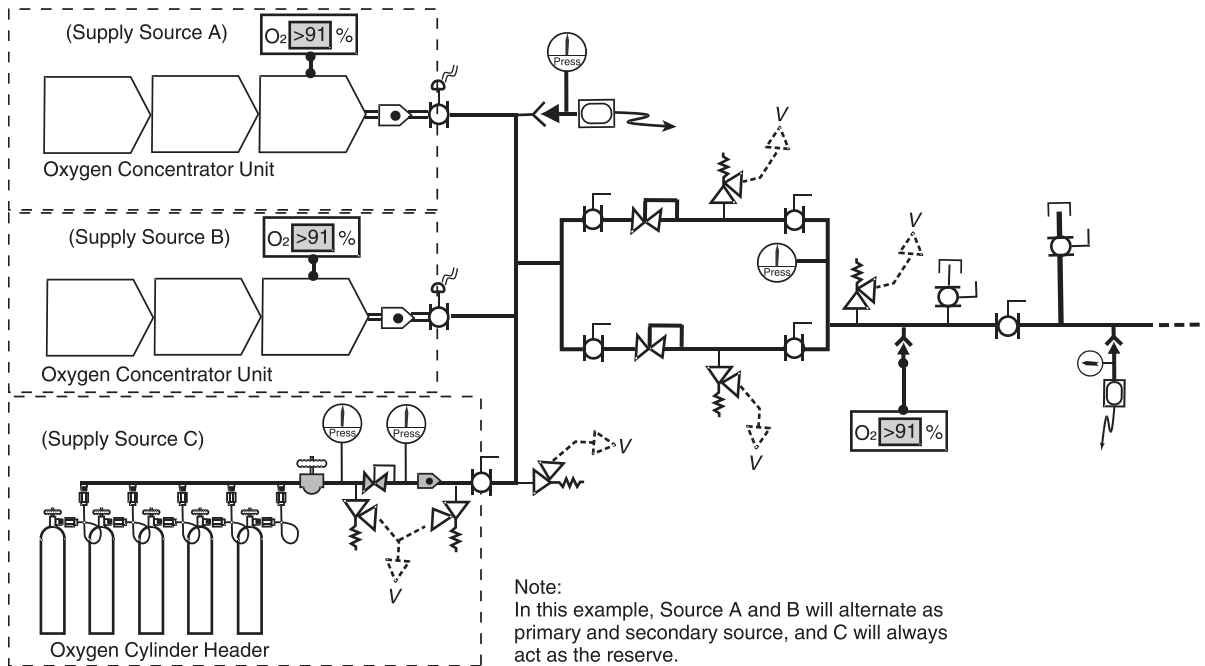 (Supply Source A)
O₂ >91 %
Oxygen Concentrator Unit
Press
V
(Supply Source B)
O₂ >91 %
Oxygen Concentrator Unit
Press
V
V
O₂ >91 %
(Supply Source C)
Press
Press
V
V
Oxygen Cylinder Header
Note:
In this example, Source A and B will alternate as
primary and secondary source, and C will always
act as the reserve.